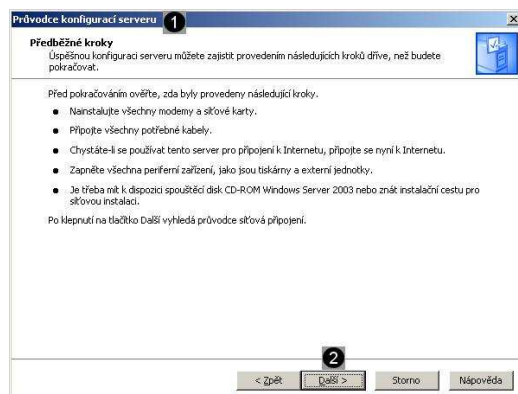 Průvodce konfigurací serveru 1
Předběžné kroky
Úspěšnou konfiguraci serveru můžete zajistit provedením následujících kroků dříve, než budete
pokračovat.
Před pokračováním ověřte, zda byly provedeny následující kroky.
● Nainstalujte všechny modemy a síťové karty.
● Připojte všechny potřebné kabely.
● Chystáte-li se používat tento server pro připojení k Internetu, připojte se nyní k Internetu.
● Zapněte všechna periferní zařízení, jako jsou tiskárny a externí jednotky.
● Je třeba mít k dispozici spouštěcí disk CD-ROM Windows Server 2003 nebo znát instalační cestu pro
síťovou instalaci.
Po klepnutí na tlačítko Další vyhledá průvodce síťová připojení.
2
< Zpět Další > Storno Nápověda